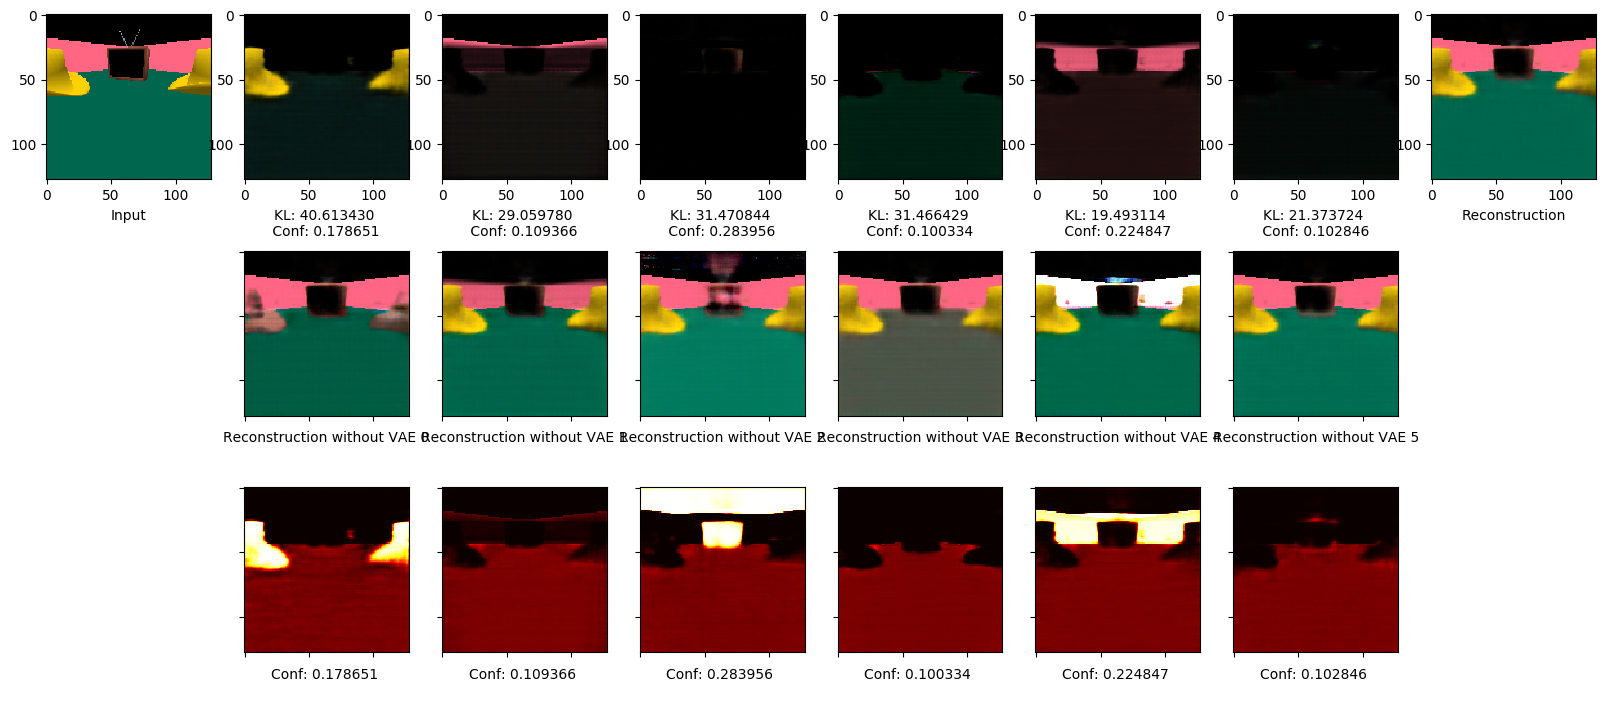 0
50
100
0 50 100
Input
0 50 100
KL: 40.613430
Conf: 0.178651
100
0 50 100
KL: 29.059780
Conf: 0.109366
0
50
100
0 50 100
KL: 31.470844
Conf: 0.283956
0
50
100
0 50 100
KL: 31.466429
Conf: 0.100334
0
50
100
0 50 100
KL: 19.493114
Conf: 0.224847
0
50
100
0 50 100
KL: 21.373724
Conf: 0.102846
0
50
100
0 50 100
Reconstruction
Reconstruction without VAE 0
Reconstruction without VAE 1
Reconstruction without VAE 2
Reconstruction without VAE 3
Reconstruction without VAE 4
Reconstruction without VAE 5
Conf: 0.178651
Conf: 0.109366
Conf: 0.283956
Conf: 0.100334
Conf: 0.224847
Conf: 0.102846